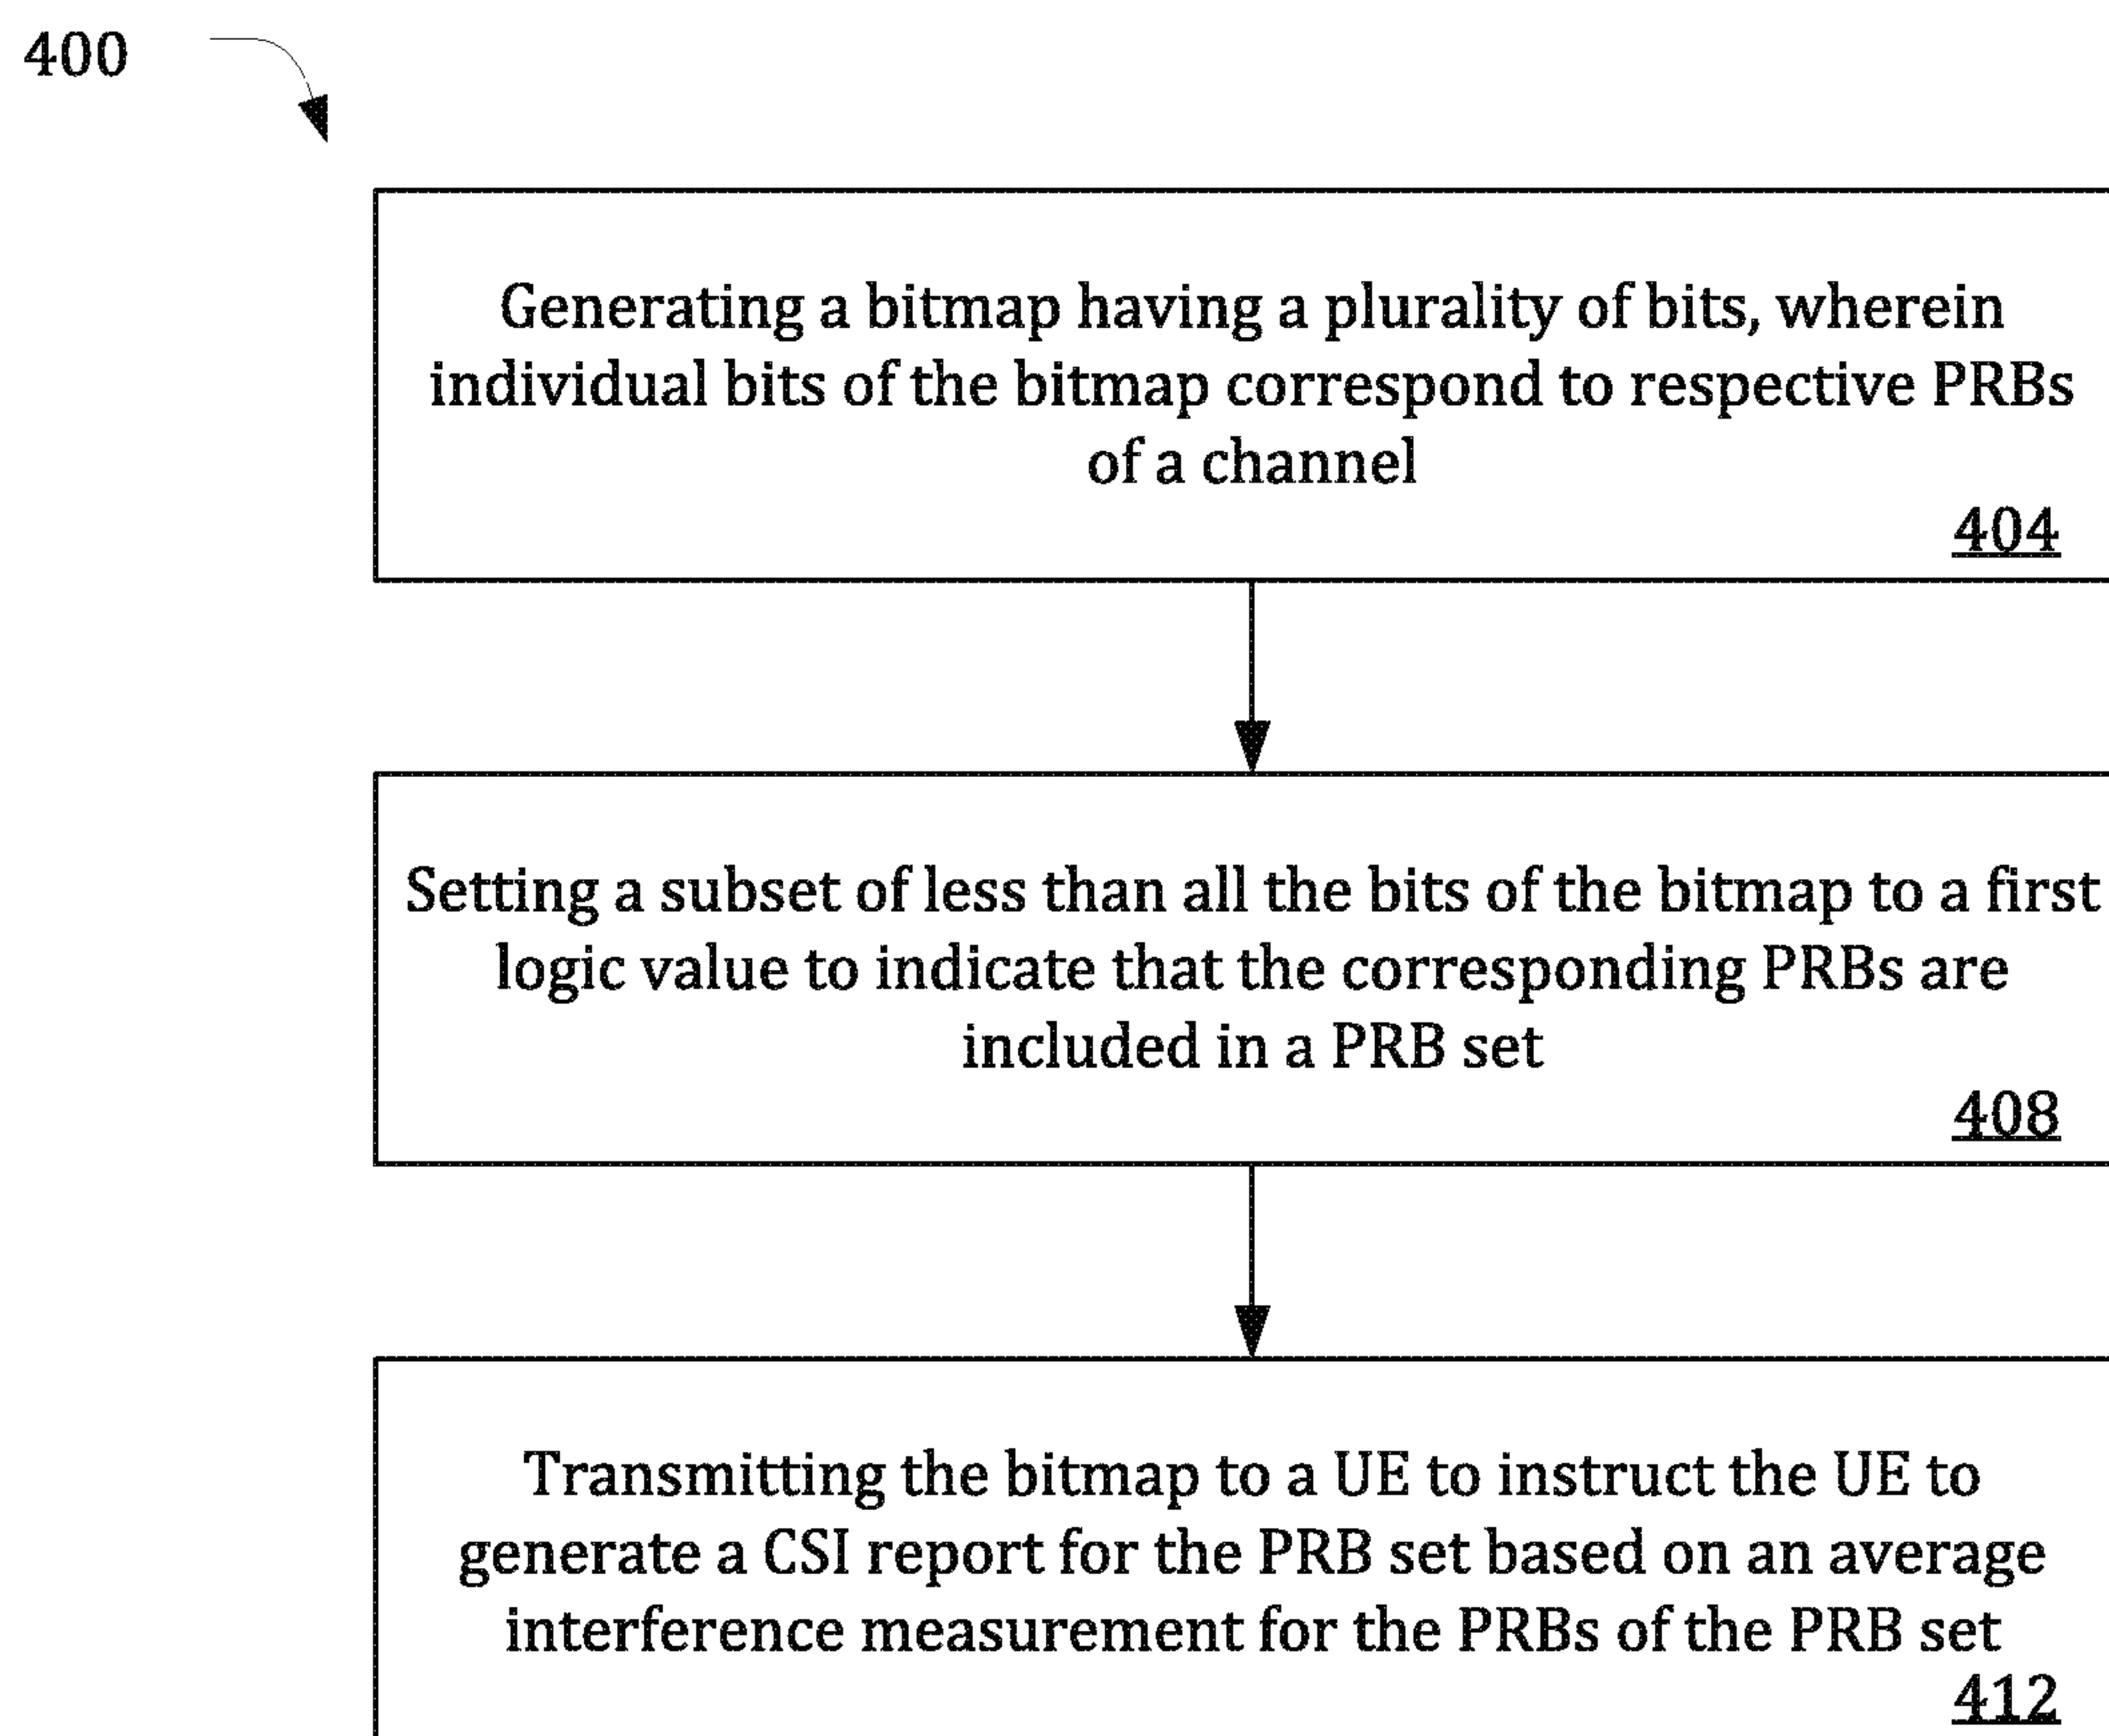 400
Generating a bitmap having a plurality of bits, wherein
individual bits of the bitmap correspond to respective PRBs
of a channel
404
Setting a subset of less than all the bits of the bitmap to a first
logic value to indicate that the corresponding PRBs are
included in a PRB set
408
Transmitting the bitmap to a UE to instruct the UE to
generate a CSI report for the PRB set based on an average
interference measurement for the PRBs of the PRB set
412